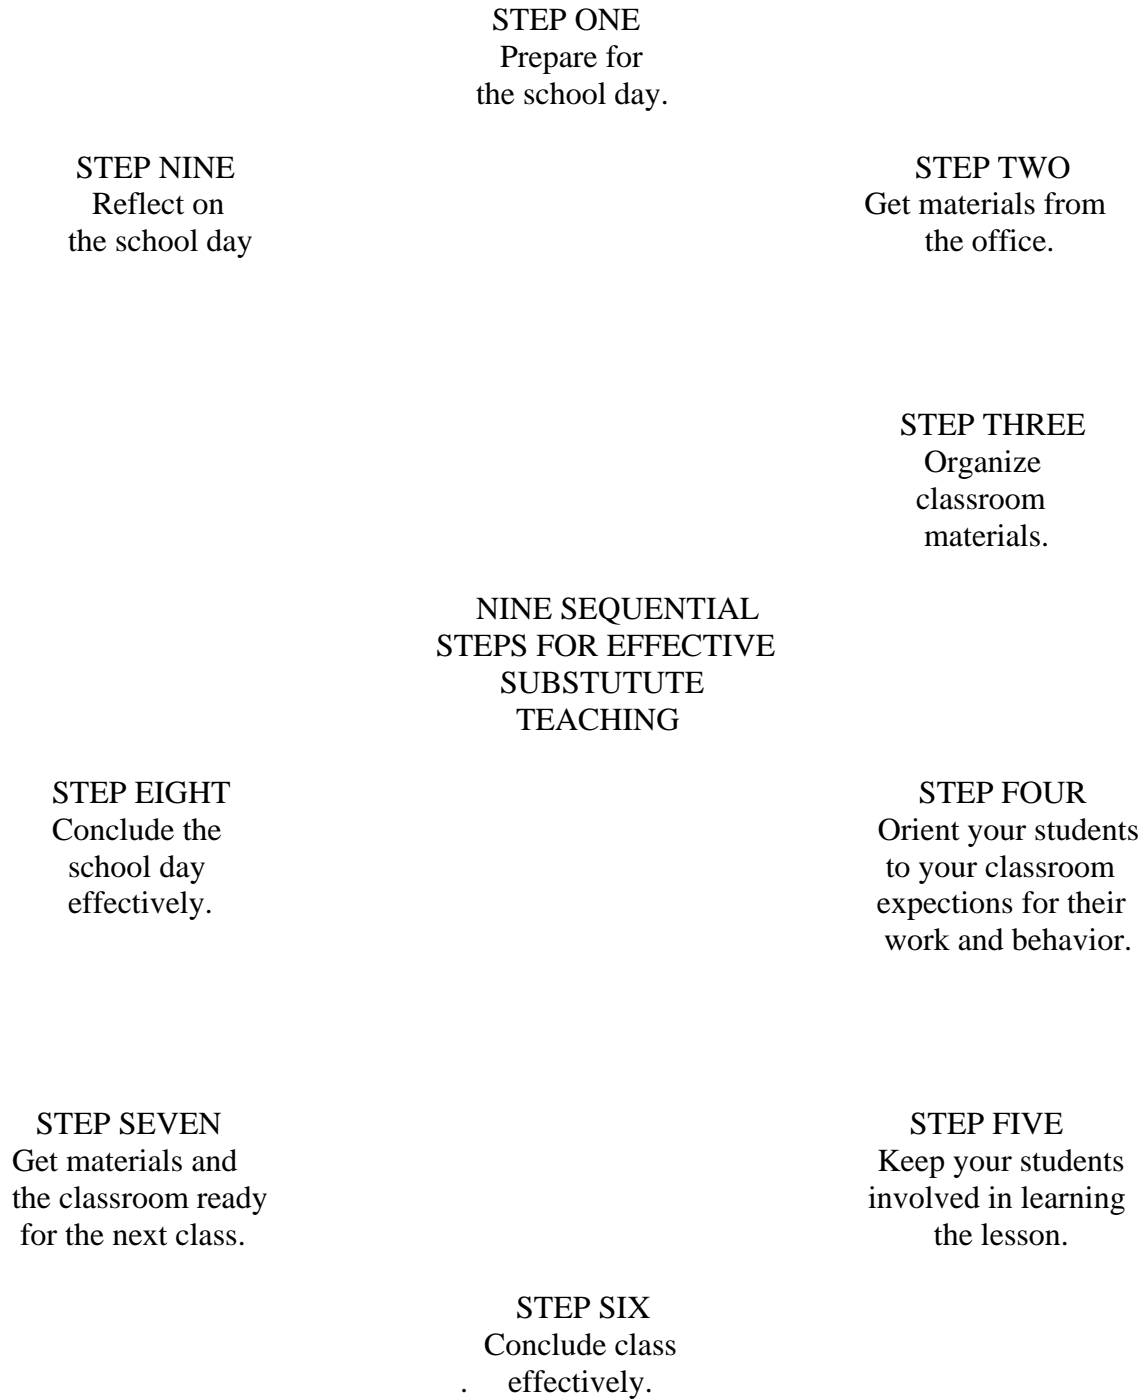 STEP ONE
Prepare for
the school day.
STEP NINE
Reflect on
the school day
STEP TWO
Get materials from
the office.
STEP THREE
Organize
classroom
materials.
NINE SEQUENTIAL
STEPS FOR EFFECTIVE
SUBSTUTUTE
TEACHING
STEP EIGHT
Conclude the
school day
effectively.
STEP FOUR
Orient your students
to your classroom
expections for their
work and behavior.
STEP SEVEN
Get materials and
the classroom ready
for the next class.
STEP FIVE
Keep your students
involved in learning
the lesson.
STEP SIX
Conclude class
. effectively.